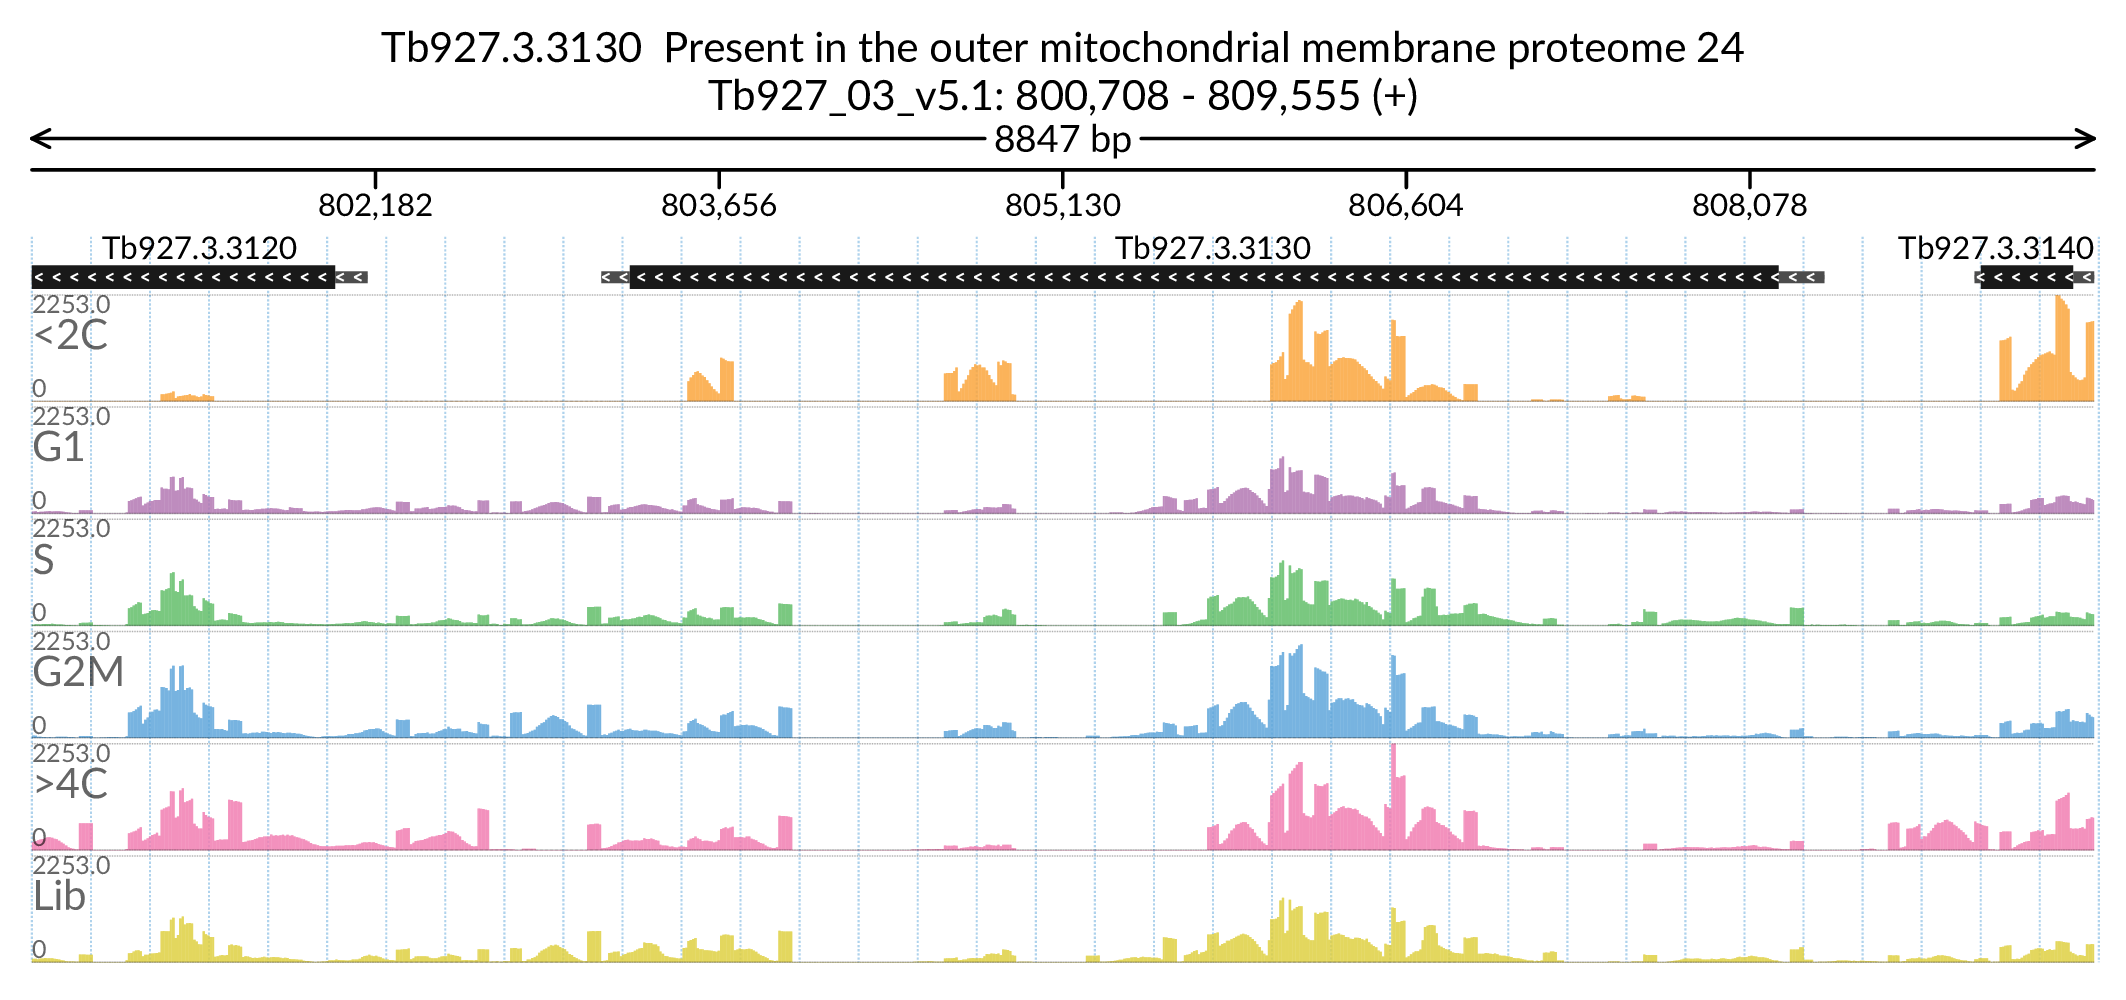 Tb927.3.3130  Present in the outer mitochondrial membrane proteome 24
Tb927_03_v5.1: 800,708 - 809,555 (+)
8847 bp
802,182 803,656 805,130 806,604 808,078
Tb927.3.3120 Tb927.3.3130 Tb927.3.3140
2253.0
<2C
0
2253.0
G1
0
2253.0
S
0
2253.0
G2M
0
2253.0
>4C
0
2253.0
Lib
0